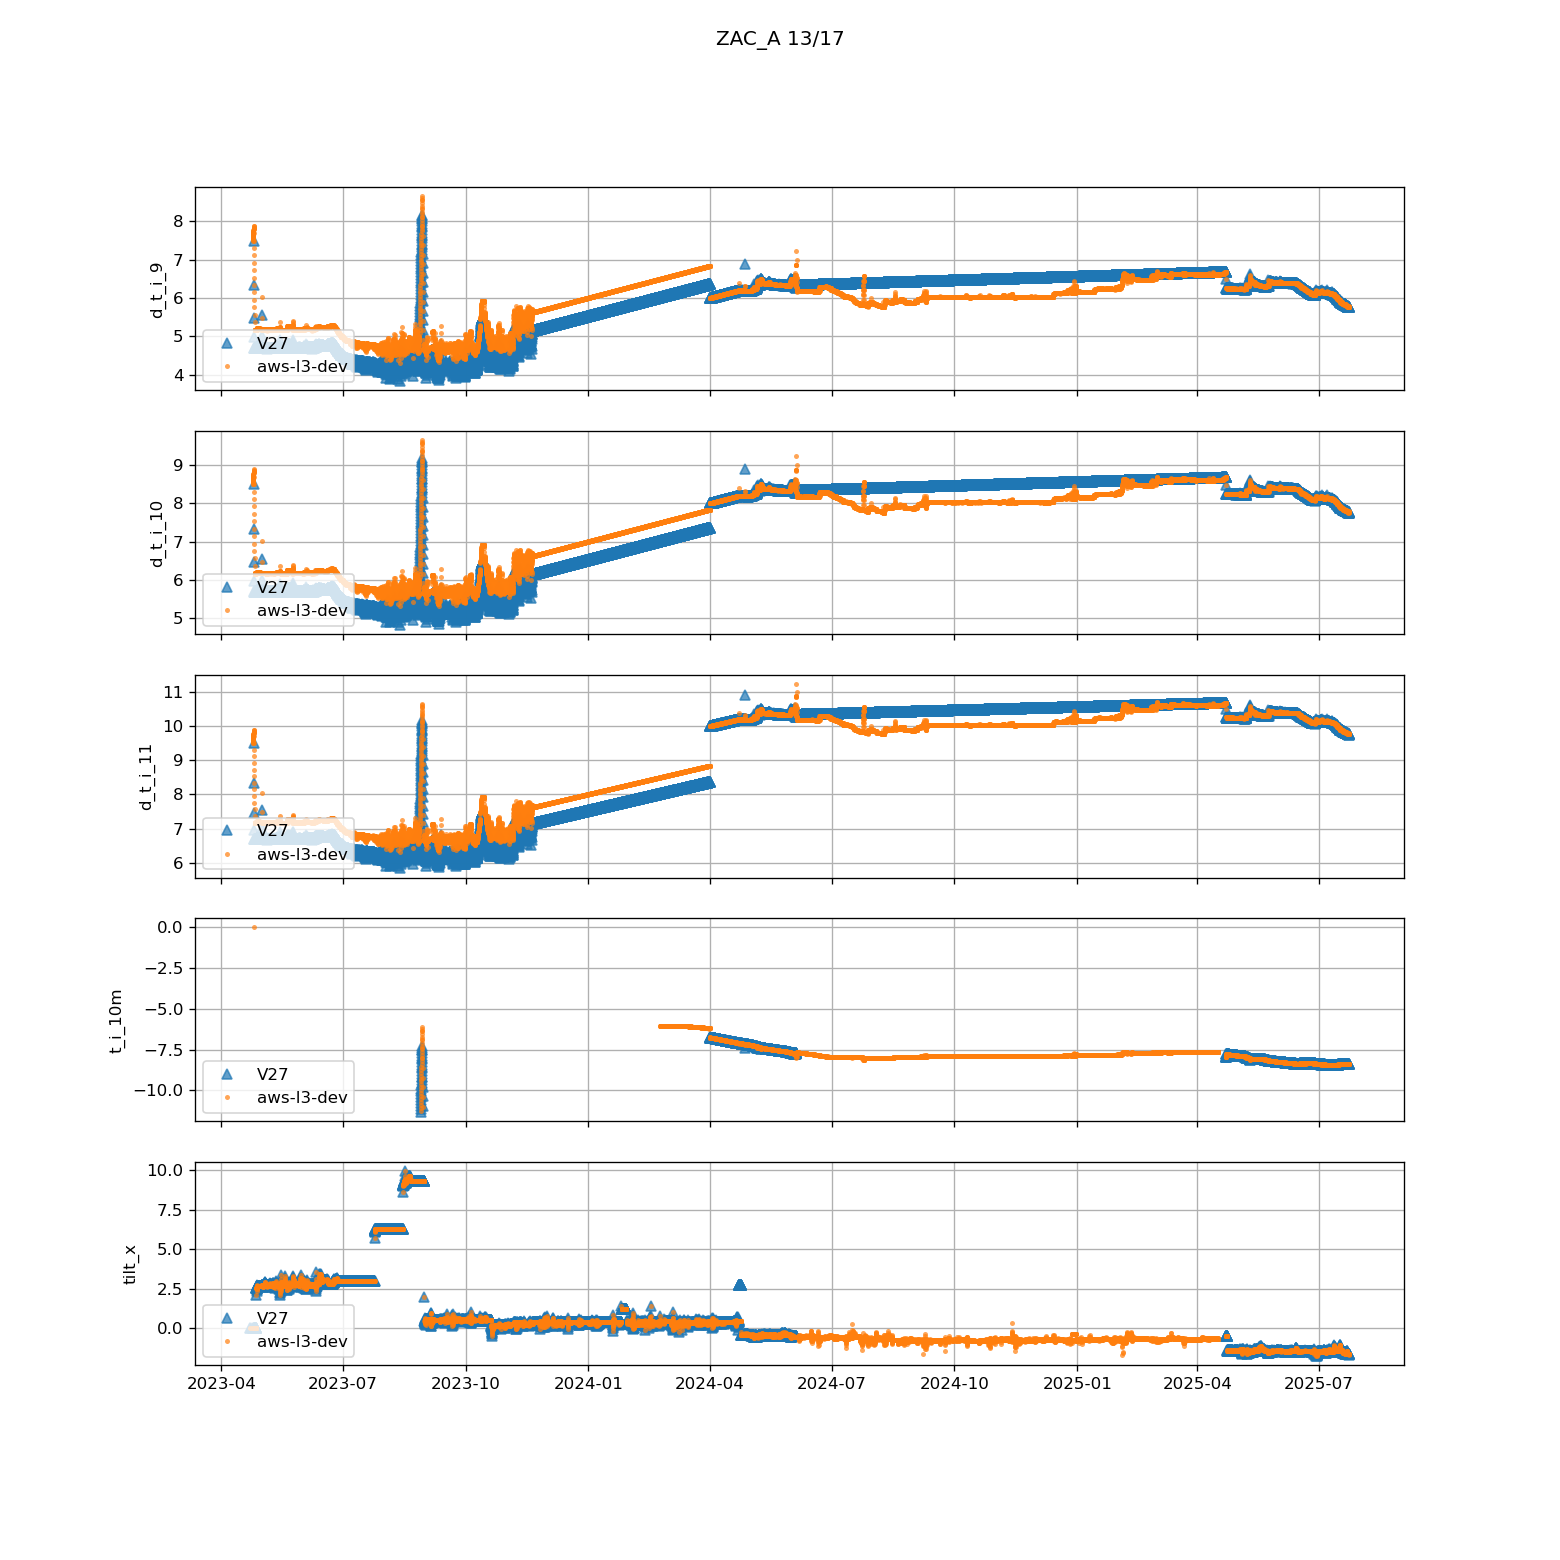 ZAC_A 13/17
8
7
6
5
4
d_t_i_9
V27
aws-l3-dev
9
8
7
6
5
d_t_i_10
V27
aws-l3-dev
11
10
9
8
7
6
d_t_i_11
V27
aws-l3-dev
0.0
−2.5
−5.0
−7.5
−10.0
t_i_10m
V27
aws-l3-dev
10.0
7.5
5.0
2.5
0.0
tilt_x
V27
aws-l3-dev
2023-04 2023-07 2023-10 2024-01 2024-04 2024-07 2024-10 2025-01 2025-04 2025-07